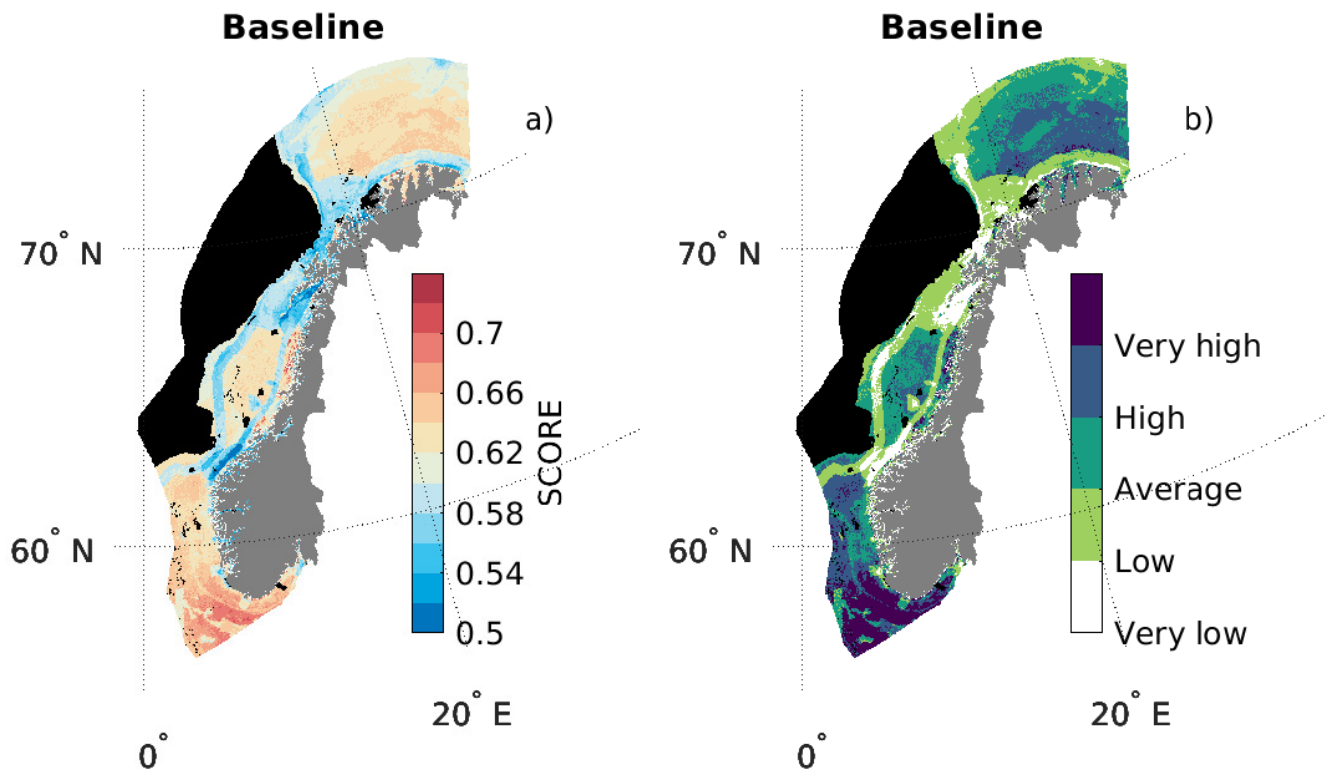 Baseline
a)
70° N
60° N
0.7
0.66
0.62
0.58
0.54
0.5
SCORE
20° E
0°
Baseline
b)
70° N
60° N
Very high
High
Average
Low
Very low
20° E
0°